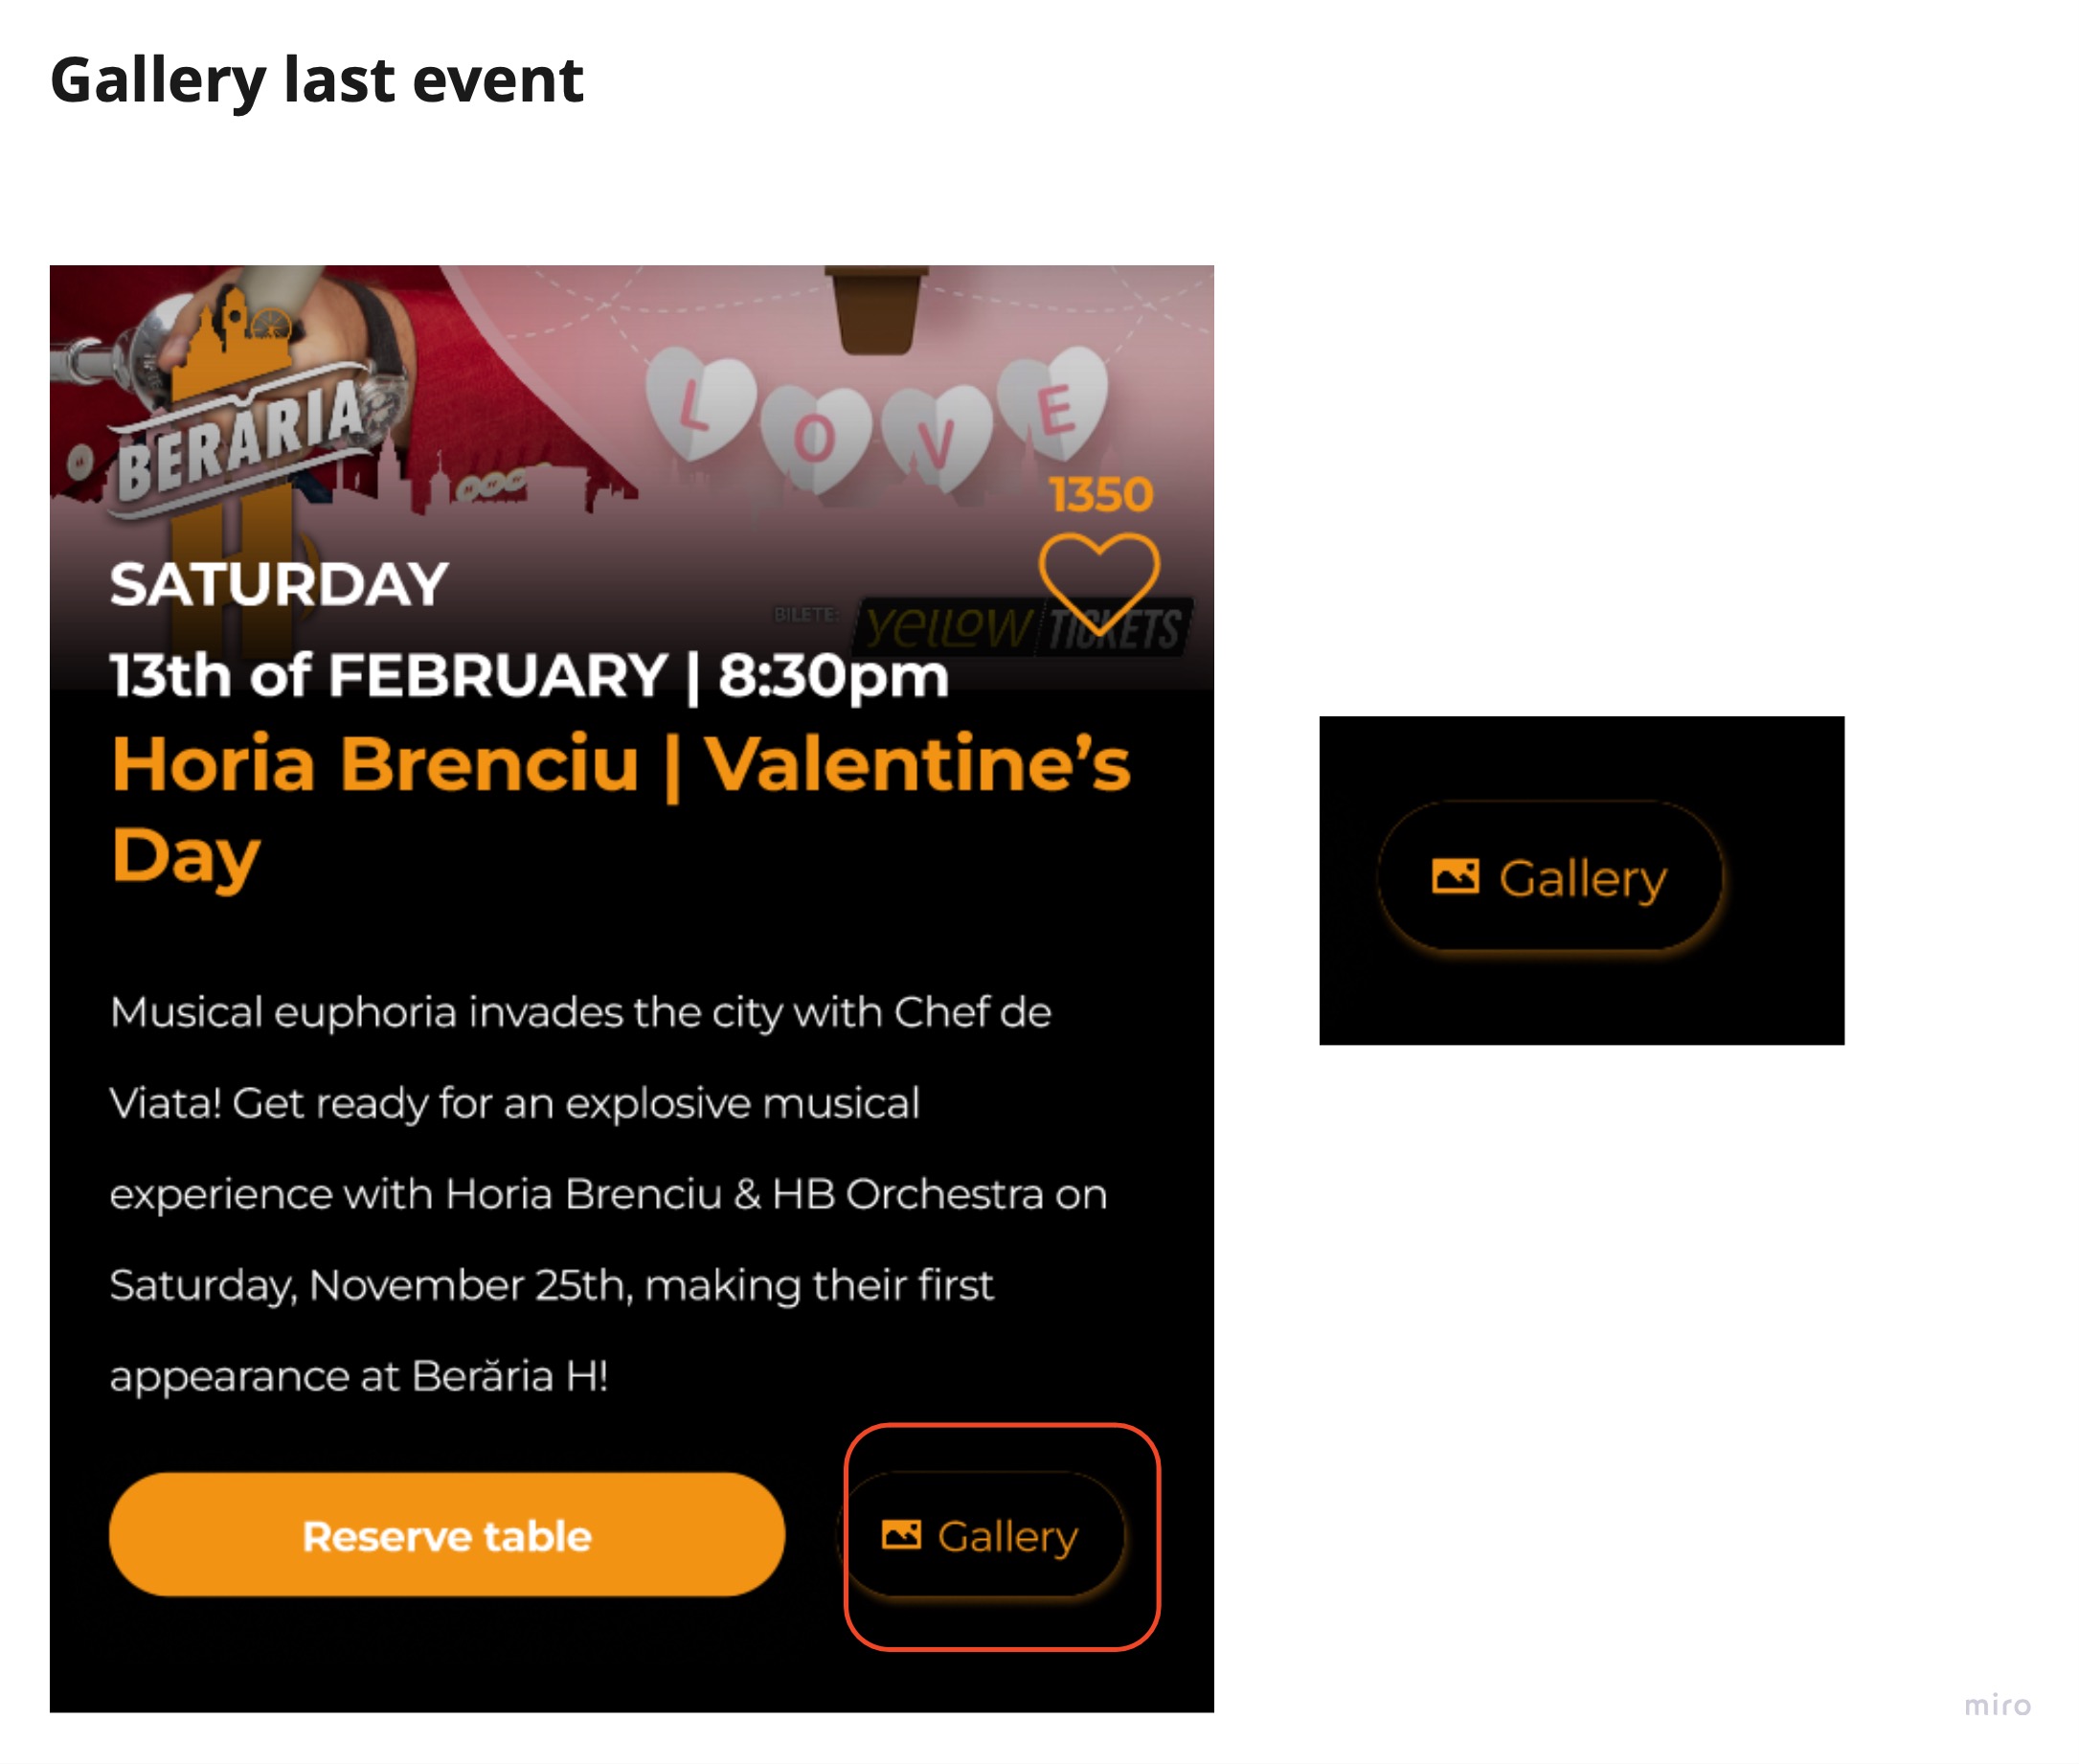 Gallery last event
L O V E
BERĂRIA
H
1350
SATURDAY
BILETE: YELLOW TICKETS
13th of FEBRUARY | 8:30pm
Horia Brenciu | Valentine’s
Day
Musical euphoria invades the city with Chef de
Viata! Get ready for an explosive musical
experience with Horia Brenciu & HB Orchestra on
Saturday, November 25th, making their first
appearance at Berăria H!
Reserve table
Gallery
Gallery
miro